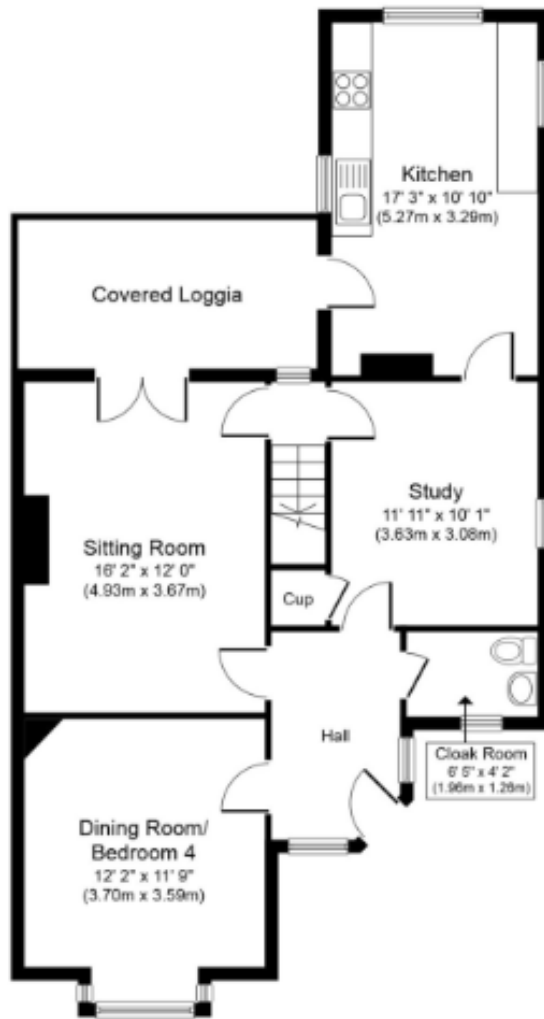 Kitchen
17' 3" x 10' 10"
(5.27m x 3.29m)
Covered Loggia
Study
11' 11" x 10' 1"
(3.63m x 3.08m)
Sitting Room
16' 2" x 12' 0"
(4.93m x 3.67m)
Cup
Hall
Cloak Room
6' 5" x 4' 2"
(1.96m x 1.26m)
Dining Room/
Bedroom 4
12' 2" x 11' 9"
(3.70m x 3.59m)